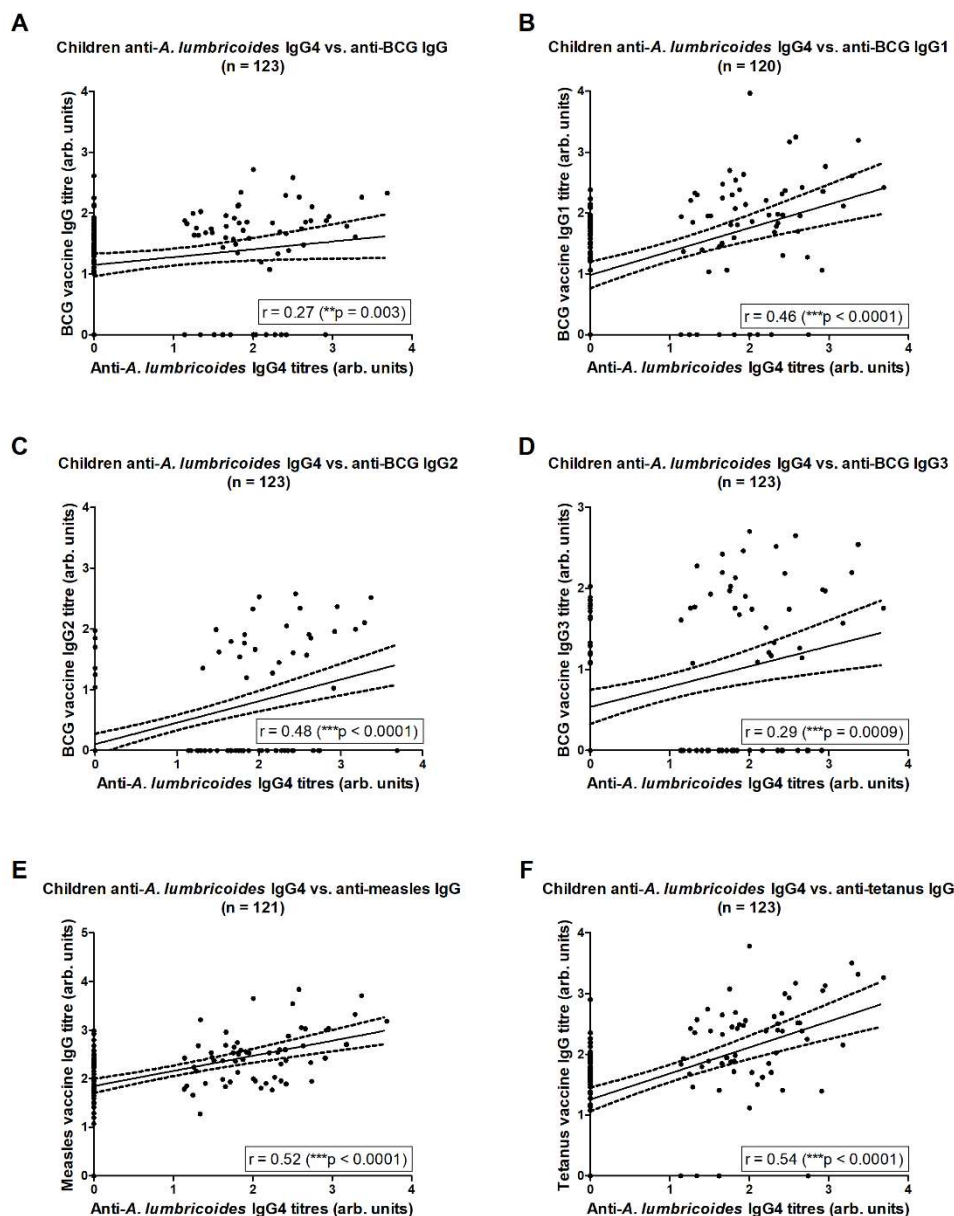 A
Children anti-A. lumbricoides IgG4 vs. anti-BCG IgG
(n = 123)
BCG vaccine IgG titre (arb. units)
4
3
2
1
0
r = 0.27 (**p = 0.003)
0 1 2 3 4
Anti-A. lumbricoides IgG4 titres (arb. units)
B
Children anti-A. lumbricoides IgG4 vs. anti-BCG IgG1
(n = 120)
BCG vaccine IgG1 titre (arb. units)
4
3
2
1
0
r = 0.46 (***p < 0.0001)
0 1 2 3 4
Anti-A. lumbricoides IgG4 titres (arb. units)
C
Children anti-A. lumbricoides IgG4 vs. anti-BCG IgG2
(n = 123)
BCG vaccine IgG2 titre (arb. units)
4
3
2
1
0
r = 0.48 (***p < 0.0001)
0 1 2 3 4
Anti-A. lumbricoides IgG4 titres (arb. units)
D
Children anti-A. lumbricoides IgG4 vs. anti-BCG IgG3
(n = 123)
BCG vaccine IgG3 titre (arb. units)
3
2
1
0
r = 0.29 (***p = 0.0009)
0 1 2 3 4
Anti-A. lumbricoides IgG4 titres (arb. units)
E
Children anti-A. lumbricoides IgG4 vs. anti-measles IgG
(n = 121)
Measles vaccine IgG titre (arb. units)
5
4
3
2
1
0
r = 0.52 (***p < 0.0001)
0 1 2 3 4
Anti-A. lumbricoides IgG4 titres (arb. units)
F
Children anti-A. lumbricoides IgG4 vs. anti-tetanus IgG
(n = 123)
Tetanus vaccine IgG titre (arb. units)
4
3
2
1
0
r = 0.54 (***p < 0.0001)
0 1 2 3 4
Anti-A. lumbricoides IgG4 titres (arb. units)